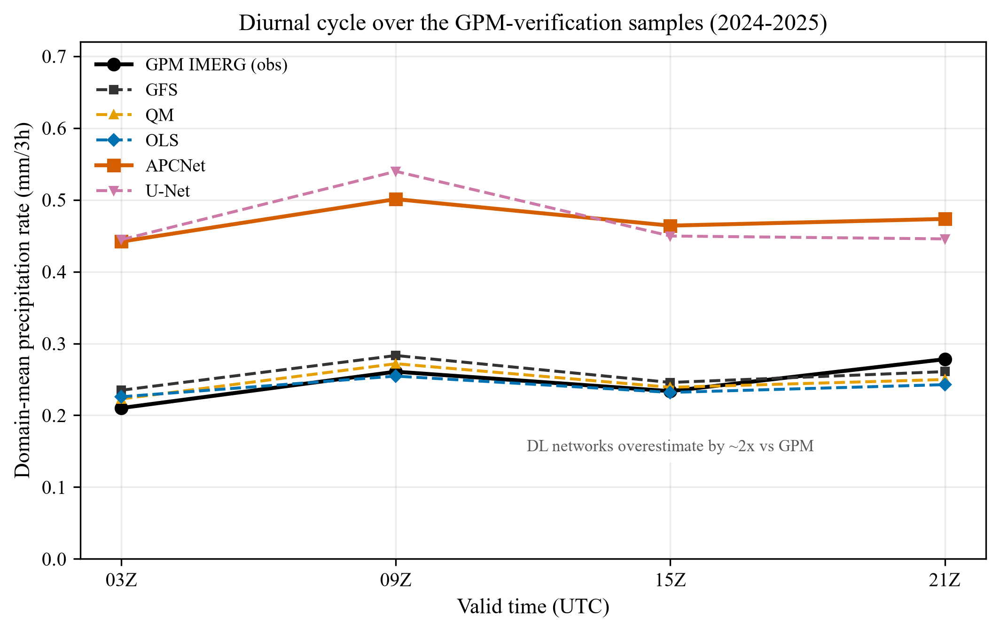 Diurnal cycle over the GPM-verification samples (2024-2025)
Domain-mean precipitation rate (mm/3h)
0.7
0.6
0.5
0.4
0.3
0.2
0.1
0.0
GPM IMERG (obs)
GFS
QM
OLS
APCNet
U-Net
DL networks overestimate by ~2x vs GPM
03Z
09Z
15Z
21Z
Valid time (UTC)